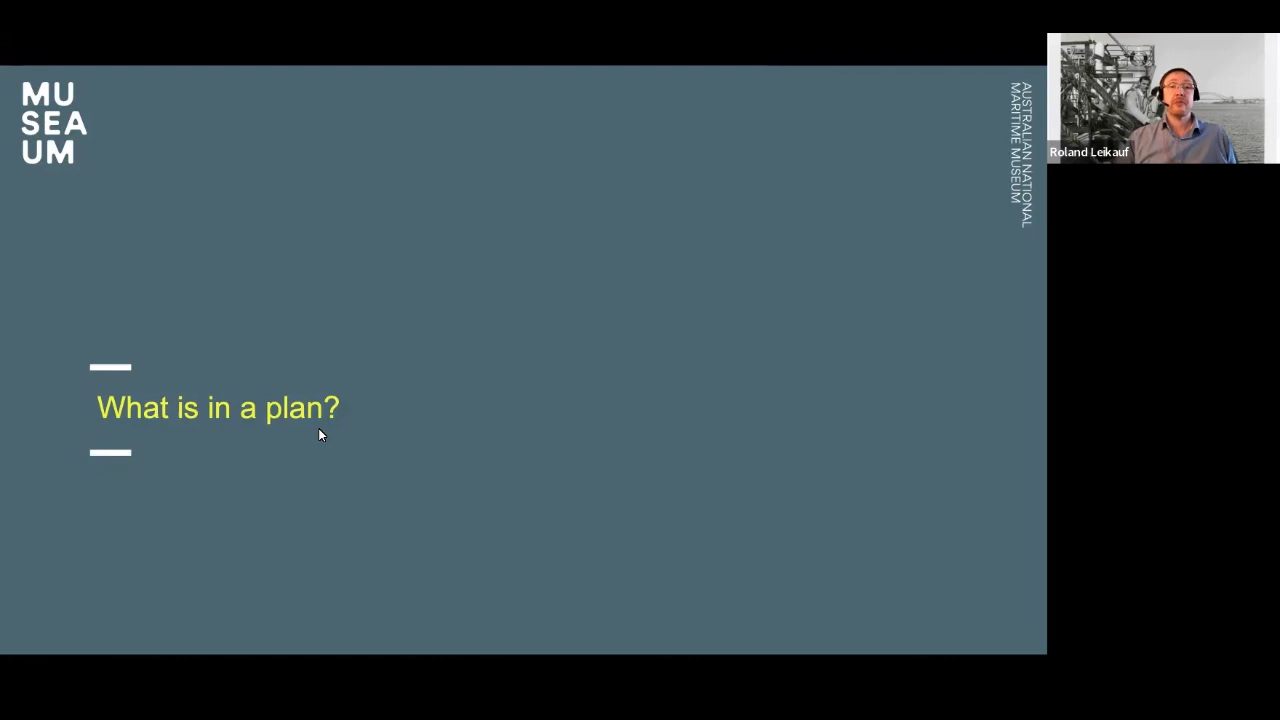 MU
SEA
UM
AUSTRALIAN NATIONAL
MARITIME MUSEUM
Roland Leikauf
What is in a plan?